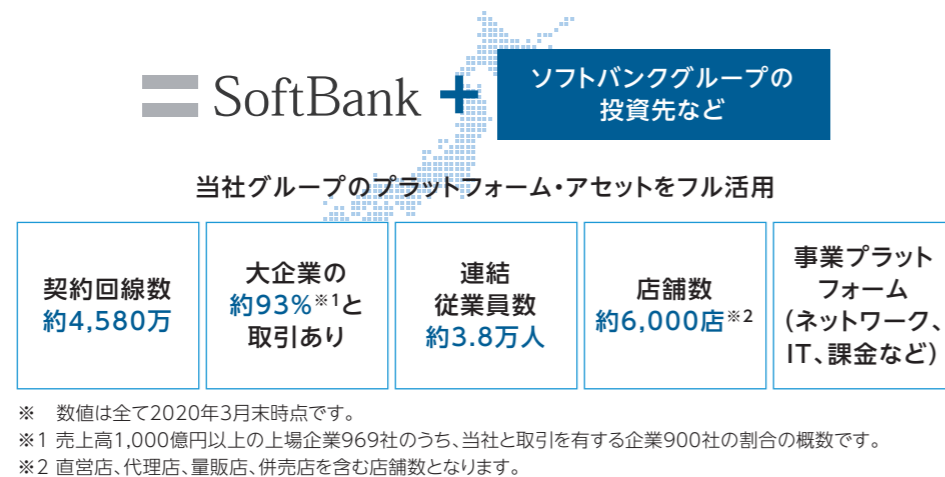 SoftBank
+
ソフトバンクグループの
投資先など
当社グループのプラットフォーム・アセットをフル活用
契約回線数
約4,580万
大企業の
約93%※1と
取引あり
連結
従業員数
約3.8万人
店舗数
約6,000店※2
事業プラット
フォーム
(ネットワーク、
IT、課金など)
※ 数値は全て2020年3月末時点です。
※1 売上高1,000億円以上の上場企業969社のうち、当社と取引を有する企業900社の割合の概数です。
※2 直営店、代理店、量販店、併売店を含む店舗数となります。